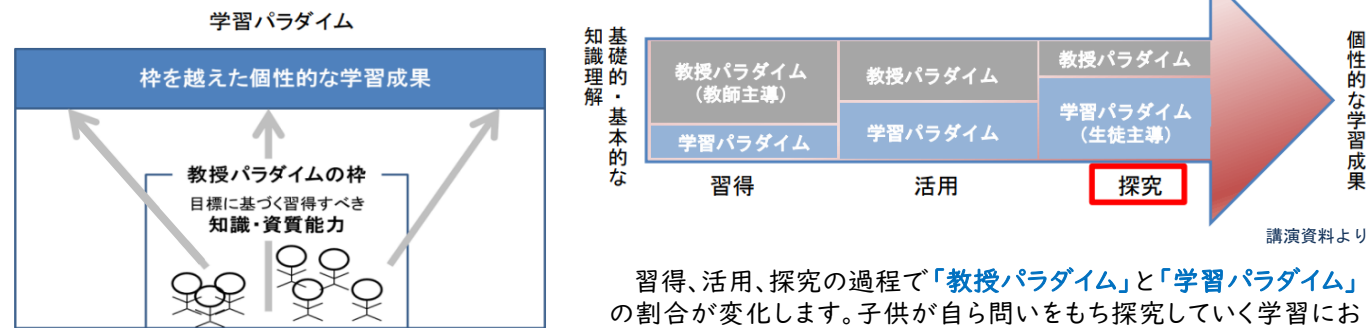 学習パラダイム
枠を越えた個性的な学習成果
教授パラダイムの枠
目標に基づく習得すべき
知識・資質能力
基礎的・基本的な
知識理解
教授パラダイム
(教師主導)
学習パラダイム
習得
教授パラダイム
学習パラダイム
活用
教授パラダイム
学習パラダイム
(生徒主導)
探究
個性的な学習成果
講演資料より
習得、活用、探究の過程で「教授パラダイム」と「学習パラダイム」
の割合が変化します。子供が自ら問いをもち探究していく学習にお